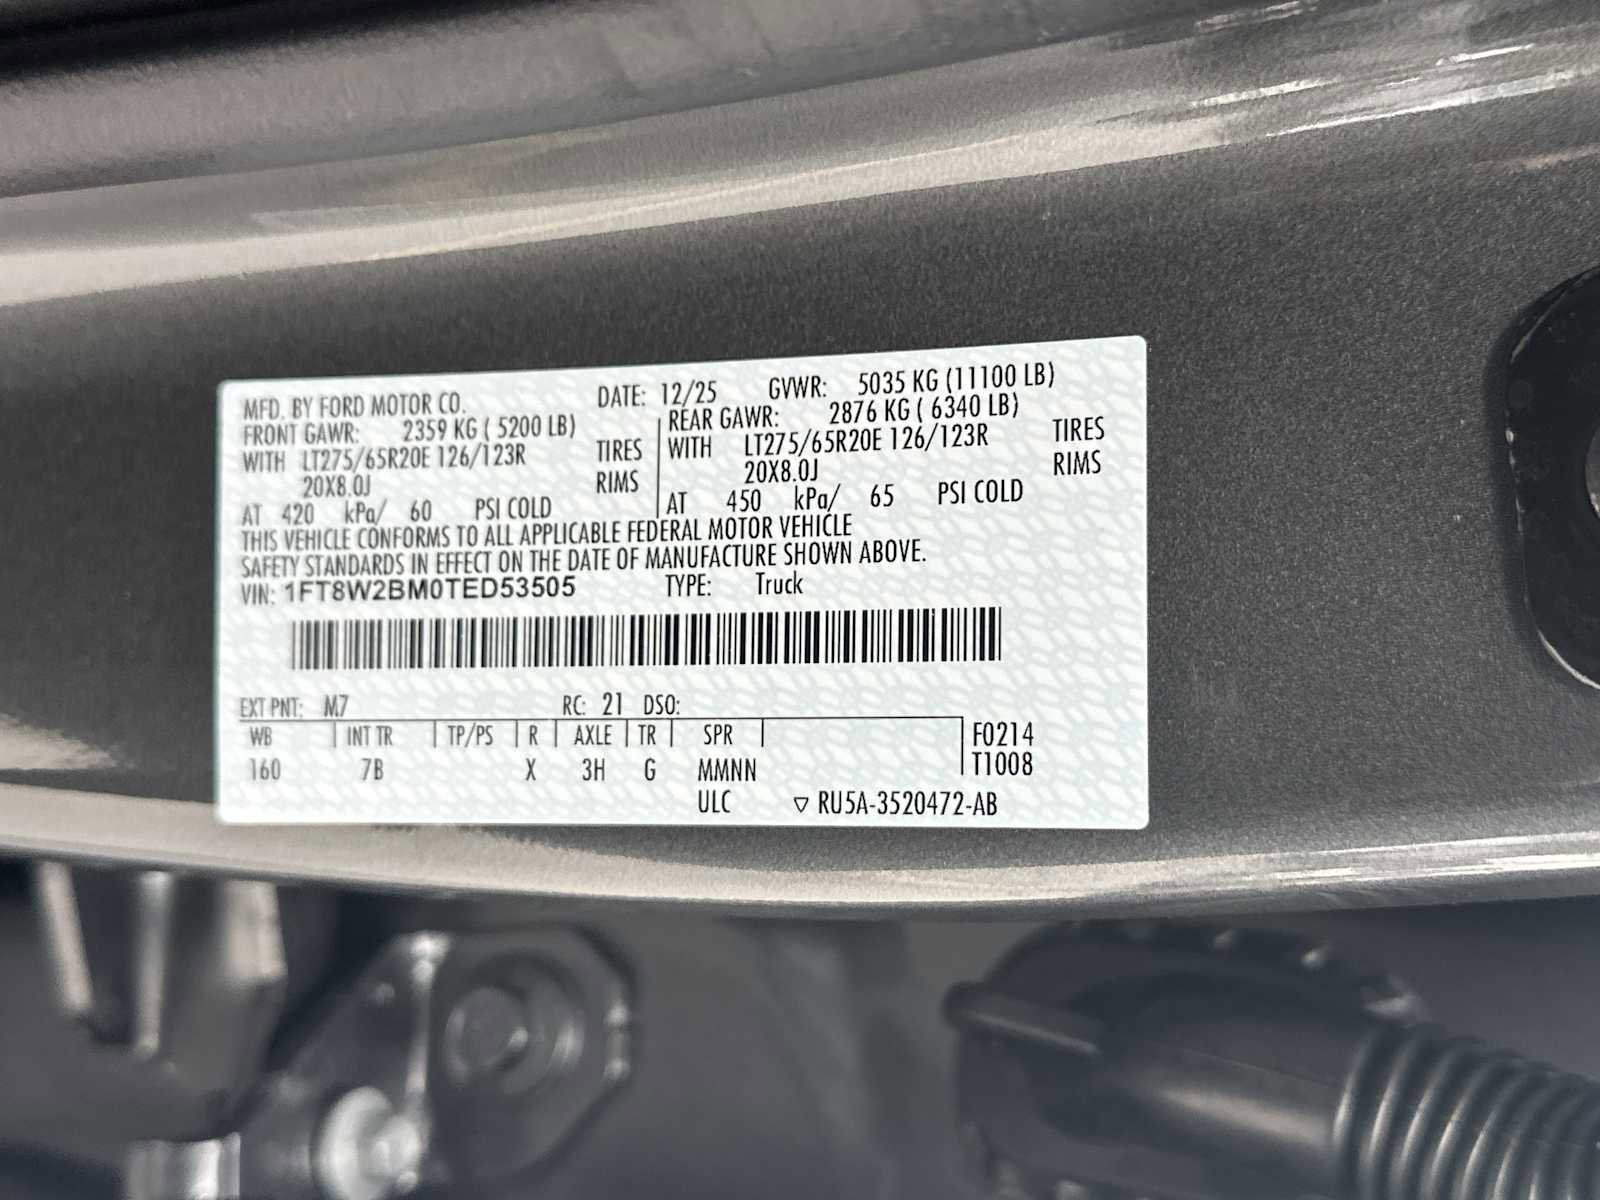 MFD. BY FORD MOTOR CO. DATE: 12/25 GVWR: 5035 KG (11100 LB)
FRONT GAWR: 2359 KG ( 5200 LB) REAR GAWR: 2876 KG ( 6340 LB)
WITH LT275/65R20E 126/123R TIRES WITH LT275/65R20E 126/123R TIRES
20X8.0J RIMS 20X8.0J RIMS
AT 420 kPa/ 60 PSI COLD AT 450 kPa/ 65 PSI COLD
THIS VEHICLE CONFORMS TO ALL APPLICABLE FEDERAL MOTOR VEHICLE
SAFETY STANDARDS IN EFFECT ON THE DATE OF MANUFACTURE SHOWN ABOVE.
VIN: 1FT8W2BM0TED53505 TYPE: Truck
EXT PNT: M7 RC: 21 DSO:
WB INT TR TP/PS R AXLE TR SPR F0214
160 7B X 3H G MMNN T1008
ULC ▽ RU5A-3520472-AB